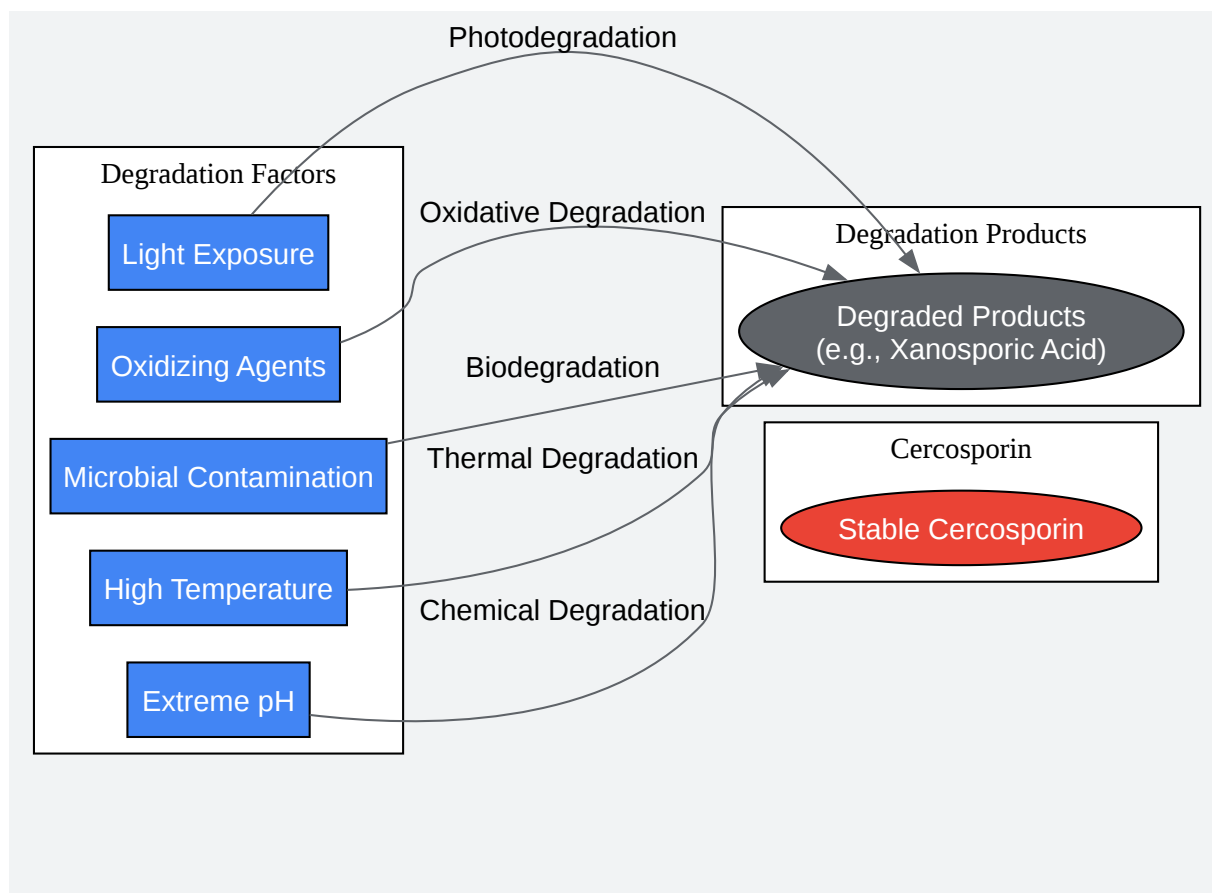 Photodegradation
Degradation Factors
Light Exposure
Oxidative Degradation
Degradation Products
Oxidizing Agents
Degraded Products
(e.g., Xanosporic Acid)
Biodegradation
Microbial Contamination
Thermal Degradation
Cercosporin
Stable Cercosporin
High Temperature
Chemical Degradation
Extreme pH